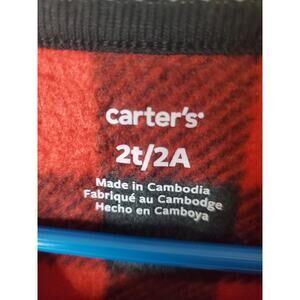 carter's
2t/2A
Made in Cambodia
Fabriqué au Cambodge
Hecho en Camboya